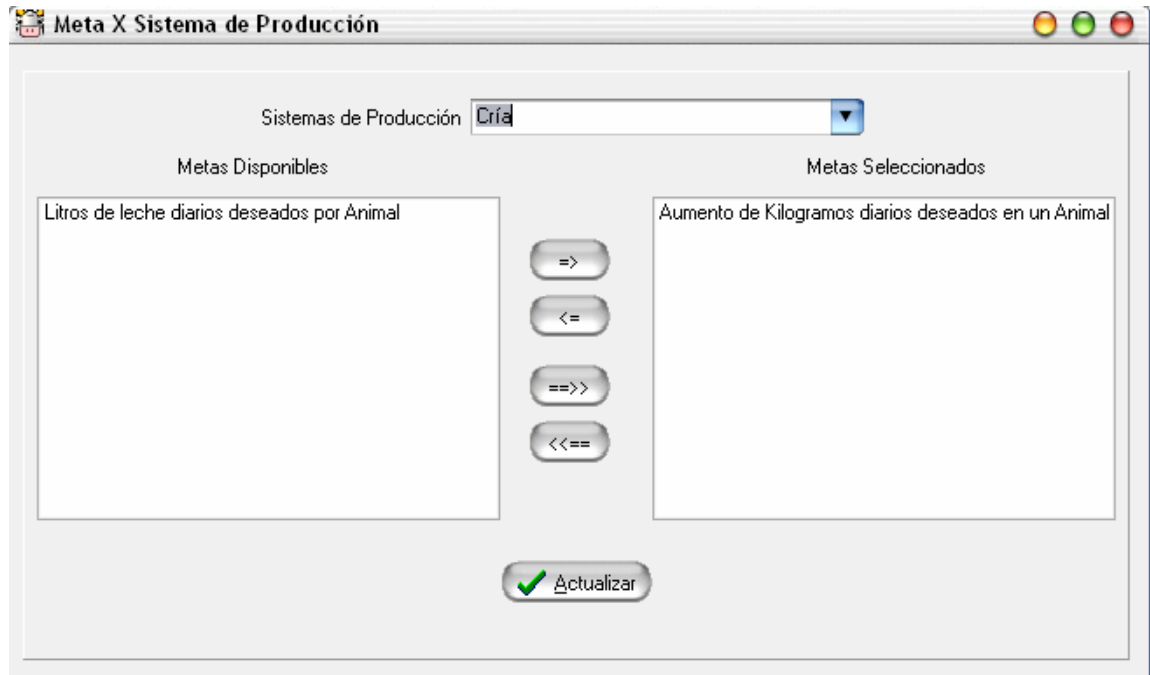 Meta X Sistema de Producción
Sistemas de Producción Cría
Metas Disponibles
Metas Seleccionados
Litros de leche diarios deseados por Animal
Aumento de Kilogramos diarios deseados en un Animal
=>
<=
==>>
<<==
Actualizar